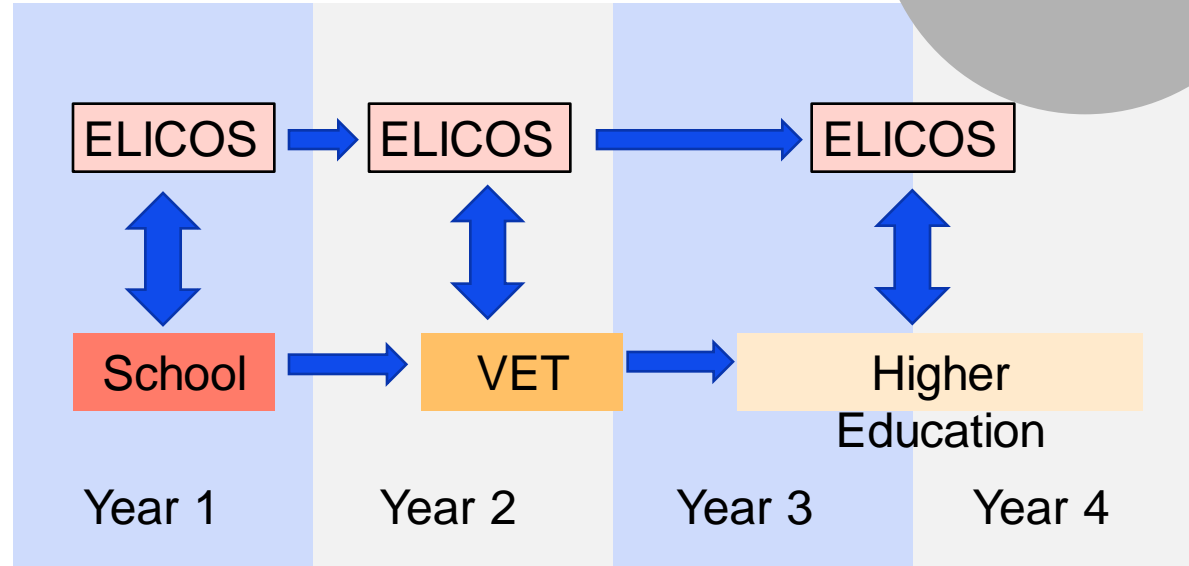 ELICOS ELICOS ELICOS
School VET Higher
Education
Year 1 Year 2 Year 3 Year 4